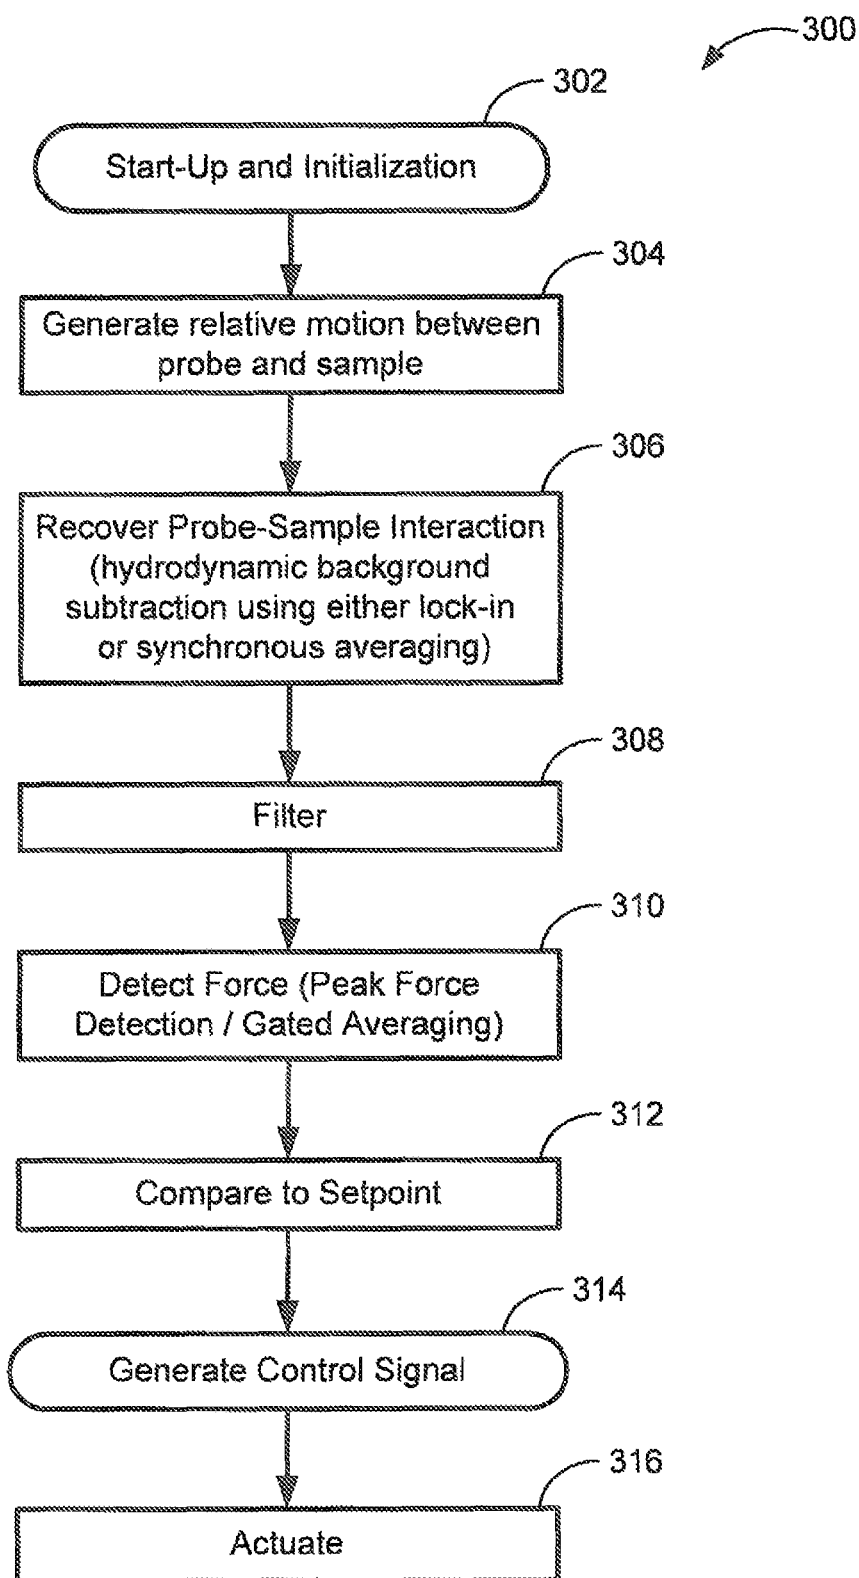 300
302
Start-Up and Initialization
304
Generate relative motion between
probe and sample
306
Recover Probe-Sample Interaction
(hydrodynamic background
subtraction using either lock-in
or synchronous averaging)
308
Filter
310
Detect Force (Peak Force
Detection / Gated Averaging)
312
Compare to Setpoint
314
Generate Control Signal
316
Actuate